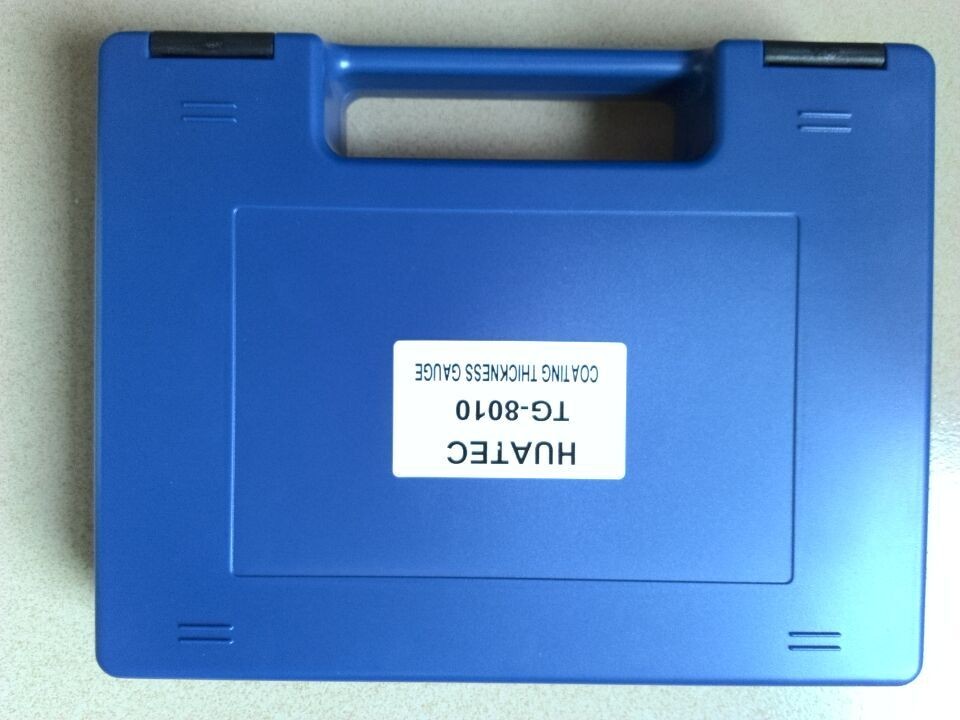 HUATEC
TG-8010
COATING THICKNESS GAUGE